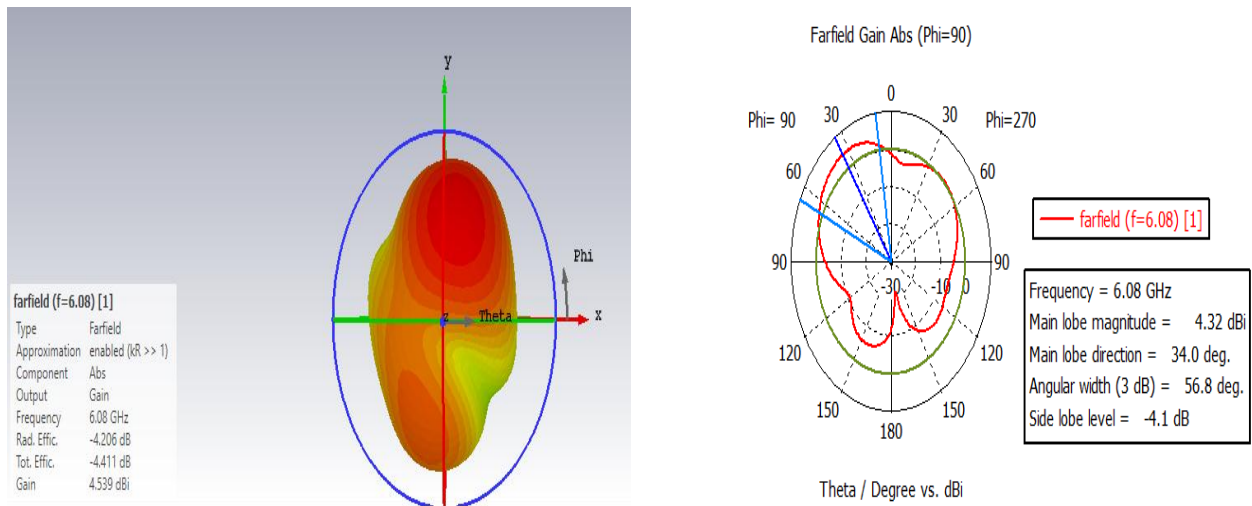 y
Phi
z
Theta
x
farfield (f=6.08) [1]
Type Farfield
Approximation enabled (kR >> 1)
Component Abs
Output Gain
Frequency 6.08 GHz
Rad. Effic. -4.206 dB
Tot. Effic. -4.411 dB
Gain 4.539 dBi
Farfield Gain Abs (Phi=90)
0
30 30
Phi= 90 Phi=270
60 60
90 -30 -10 0 90
120 120
150 150
180
Theta / Degree vs. dBi
farfield (f=6.08) [1]
Frequency = 6.08 GHz
Main lobe magnitude = 4.32 dBi
Main lobe direction = 34.0 deg.
Angular width (3 dB) = 56.8 deg.
Side lobe level = -4.1 dB